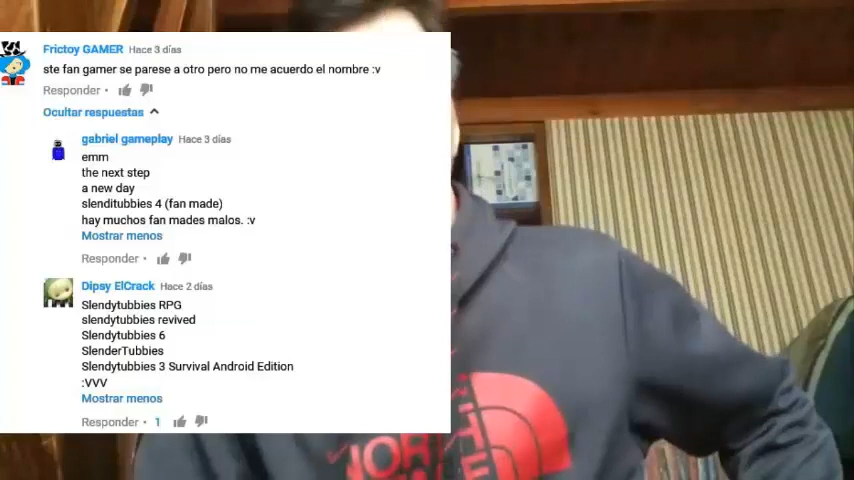 Frictoy GAMER Hace 3 días
ste fan gamer se parese a otro pero no me acuerdo el nombre :v
Responder •
Ocultar respuestas
gabriel gameplay Hace 3 días
emm
the next step
a new day
slenditubbies 4 (fan made)
hay muchos fan mades malos. :v
Mostrar menos
Responder •
Dipsy ElCrack Hace 2 días
Slendytubbies RPG
slendytubbies revived
Slendytubbies 6
SlenderTubbies
Slendytubbies 3 Survival Android Edition
:VVV
Mostrar menos
Responder • 1
NORTH